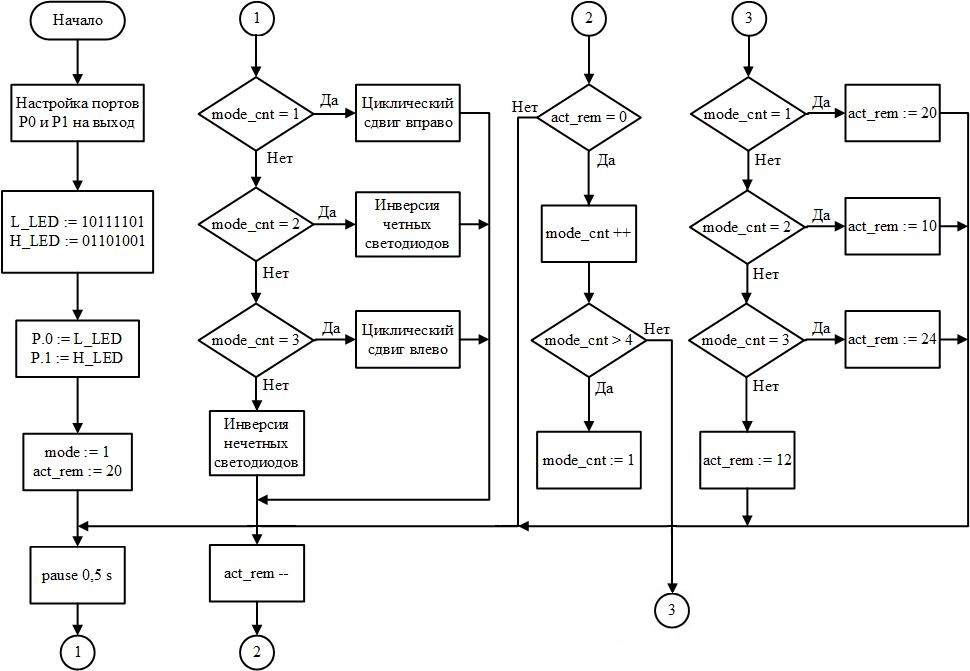 Начало
Настройка портов
P0 и P1 на выход
L_LED := 10111101
H_LED := 01101001
P.0 := L_LED
P.1 := H_LED
mode := 1
act_rem := 20
pause 0,5 s
1
1
mode_cnt = 1
Да
Циклический
сдвиг вправо
Нет
mode_cnt = 2
Да
Инверсия
четных
светодиодов
Нет
mode_cnt = 3
Да
Циклический
сдвиг влево
Нет
Инверсия
нечетных
светодиодов
act_rem --
2
2
Нет
act_rem = 0
Да
mode_cnt ++
mode_cnt > 4
Нет
Да
mode_cnt := 1
3
3
mode_cnt = 1
Да
act_rem := 20
Нет
mode_cnt = 2
Да
act_rem := 10
Нет
mode_cnt = 3
Да
act_rem := 24
Нет
act_rem := 12